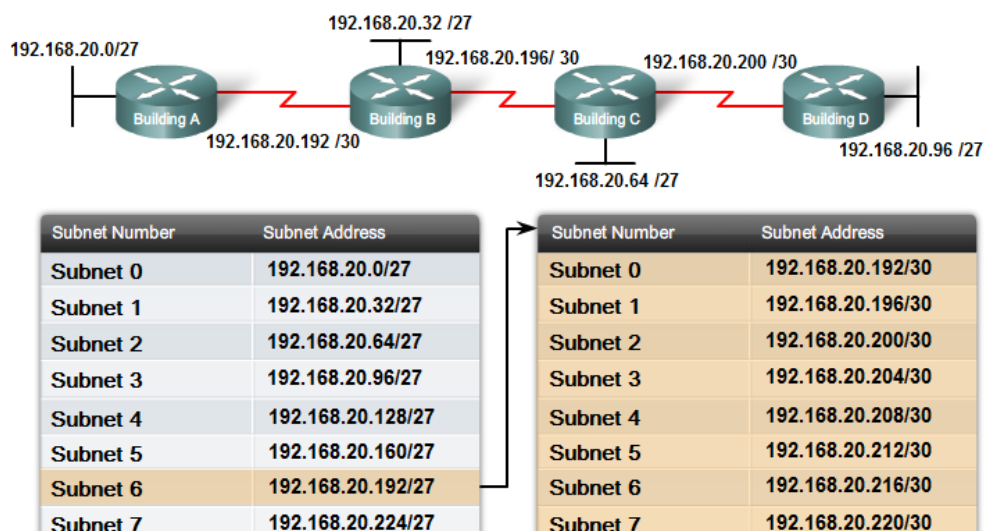 192.168.20.32 /27
192.168.20.0/27
192.168.20.196/ 30
192.168.20.200 /30
Building A
Building B
Building C
Building D
192.168.20.192 /30
192.168.20.96 /27
192.168.20.64 /27
Subnet Number Subnet Address
Subnet 0 192.168.20.0/27
Subnet 1 192.168.20.32/27
Subnet 2 192.168.20.64/27
Subnet 3 192.168.20.96/27
Subnet 4 192.168.20.128/27
Subnet 5 192.168.20.160/27
Subnet 6 192.168.20.192/27
Subnet 7 192.168.20.224/27
Subnet Number Subnet Address
Subnet 0 192.168.20.192/30
Subnet 1 192.168.20.196/30
Subnet 2 192.168.20.200/30
Subnet 3 192.168.20.204/30
Subnet 4 192.168.20.208/30
Subnet 5 192.168.20.212/30
Subnet 6 192.168.20.216/30
Subnet 7 192.168.20.220/30